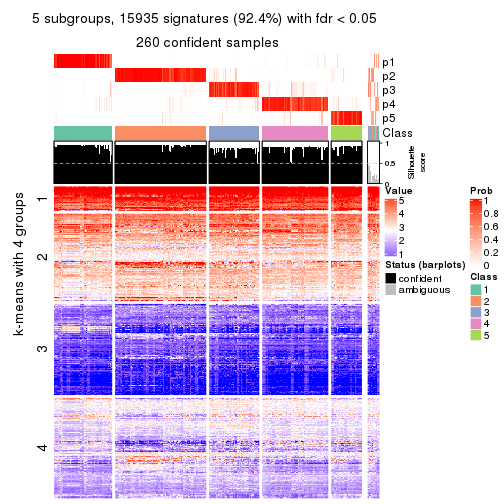 5 subgroups, 15935 signatures (92.4%) with fdr < 0.05
260 confident samples
p1
p2
p3
p4
p5
Class
1
0.5
0
Silhouette
score
k-means with 4 groups
1
2
3
4
Value
5
4
3
2
1
Status (barplots)
confident
ambiguous
Prob
1
0.8
0.6
0.4
0.2
0
Class
1
2
3
4
5